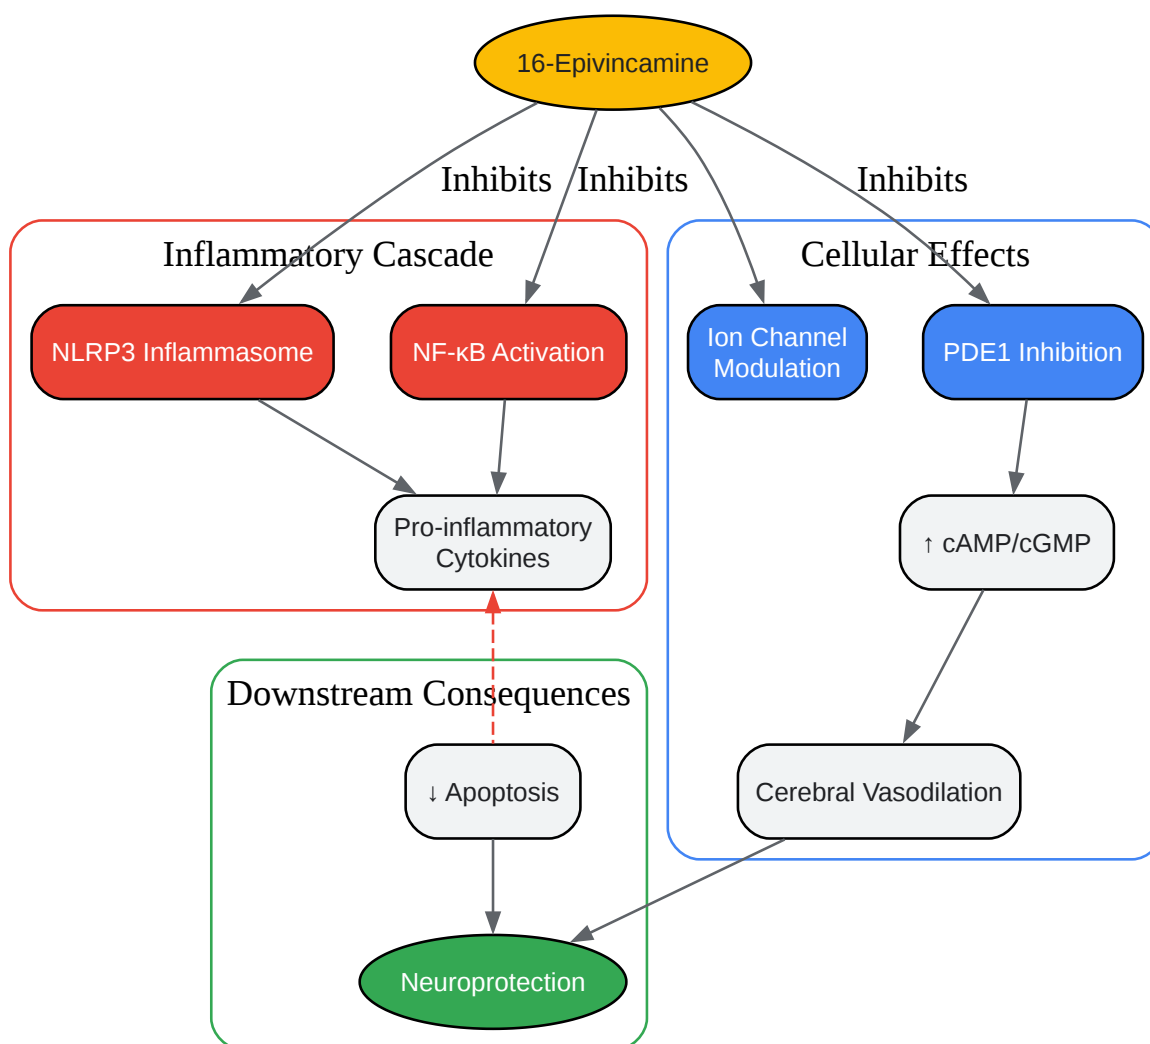 16-Epivincamine
Inhibits
Inhibits
Inhibits
Inflammatory Cascade
Cellular Effects
NLRP3 Inflammasome
NF-κB Activation
Ion Channel
Modulation
PDE1 Inhibition
Pro-inflammatory
Cytokines
↑ cAMP/cGMP
Downstream Consequences
↓ Apoptosis
Cerebral Vasodilation
Neuroprotection